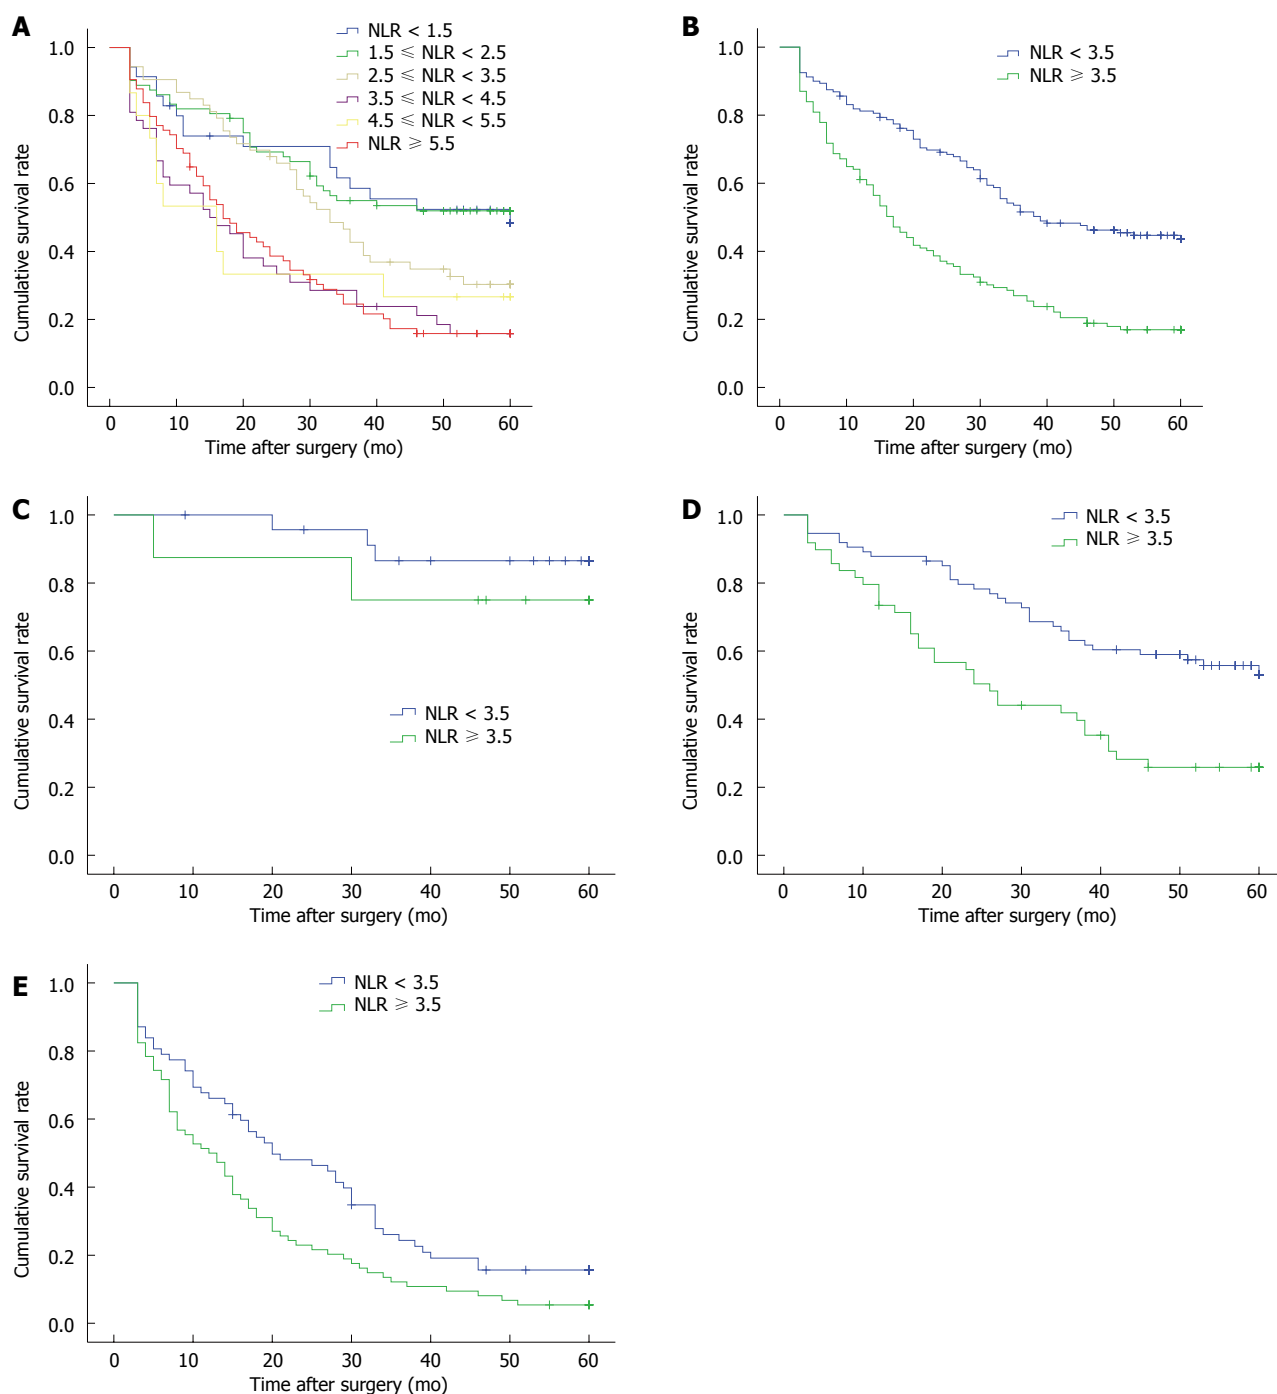 A
NLR < 1.5
1.5 ⩽ NLR < 2.5
2.5 ⩽ NLR < 3.5
3.5 ⩽ NLR < 4.5
4.5 ⩽ NLR < 5.5
NLR ⩾ 5.5
Cumulative survival rate
1.0
0.8
0.6
0.4
0.2
0.0
0 10 20 30 40 50 60
Time after surgery (mo)
B
NLR < 3.5
NLR ⩾ 3.5
Cumulative survival rate
1.0
0.8
0.6
0.4
0.2
0.0
0 10 20 30 40 50 60
Time after surgery (mo)
C
NLR < 3.5
NLR ⩾ 3.5
Cumulative survival rate
1.0
0.8
0.6
0.4
0.2
0.0
0 10 20 30 40 50 60
Time after surgery (mo)
D
NLR < 3.5
NLR ⩾ 3.5
Cumulative survival rate
1.0
0.8
0.6
0.4
0.2
0.0
0 10 20 30 40 50 60
Time after surgery (mo)
E
NLR < 3.5
NLR ⩾ 3.5
Cumulative survival rate
1.0
0.8
0.6
0.4
0.2
0.0
0 10 20 30 40 50 60
Time after surgery (mo)